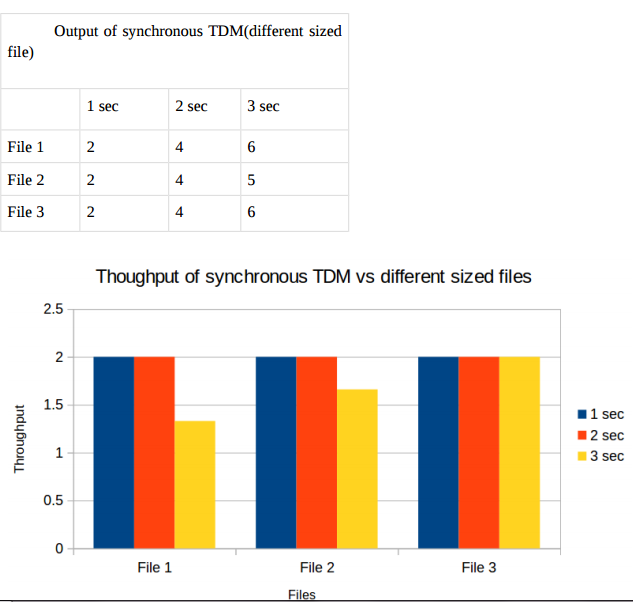 Output of synchronous TDM(different sized
file)
1 sec 2 sec 3 sec
File 1 2 4 6
File 2 2 4 5
File 3 2 4 6
Thoughput of synchronous TDM vs different sized files
2.5
2
1.5
1
0.5
0
Throughput
File 1 File 2 File 3
Files
1 sec
2 sec
3 sec